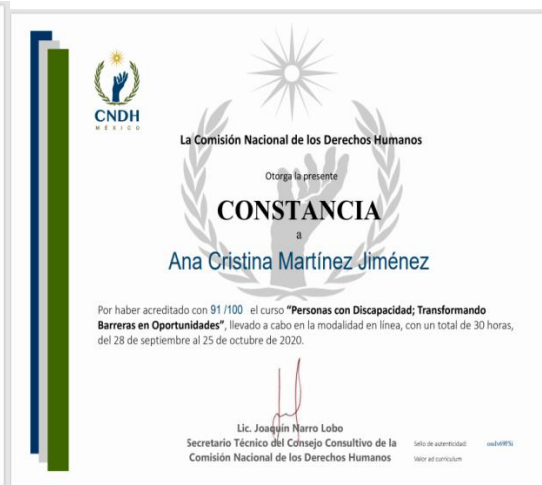 CNDH
MÉXICO
La Comisión Nacional de los Derechos Humanos
Otorga la presente
CONSTANCIA
a
Ana Cristina Martínez Jiménez
Por haber acreditado con 91 /100 el curso “Personas con Discapacidad; Transformando
Barreras en Oportunidades”, llevado a cabo en la modalidad en línea, con un total de 30 horas,
del 28 de septiembre al 25 de octubre de 2020.
Lic. Joaquín Narro Lobo
Secretario Técnico del Consejo Consultivo de la
Comisión Nacional de los Derechos Humanos
Sello de autenticidad:
Valor ad curriculum